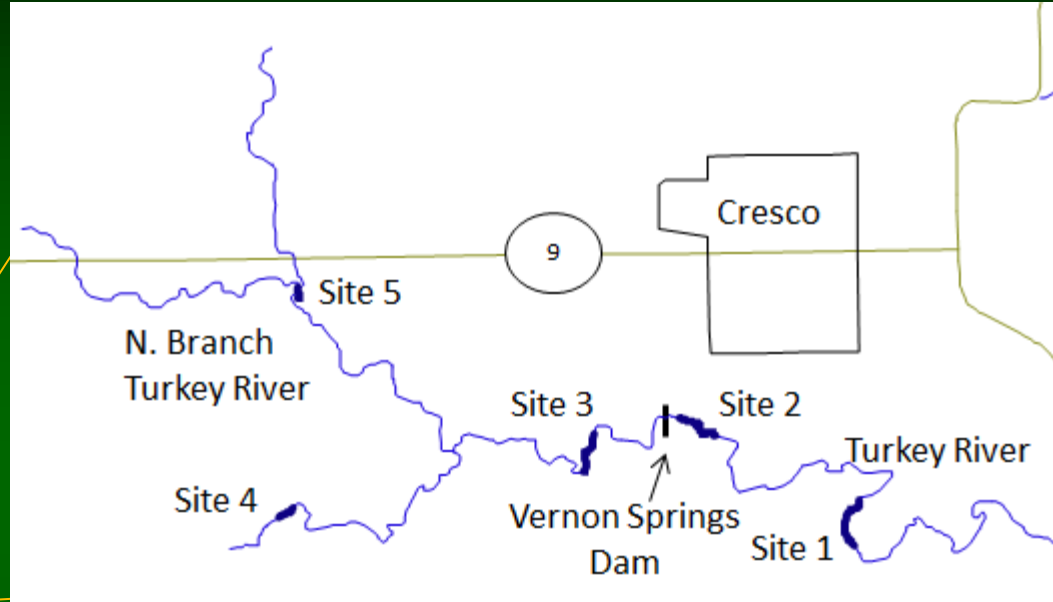 Cresco
9
Site 5
N. Branch
Turkey River
Site 3
Site 2
Turkey River
Site 4
Vernon Springs
Dam
Site 1